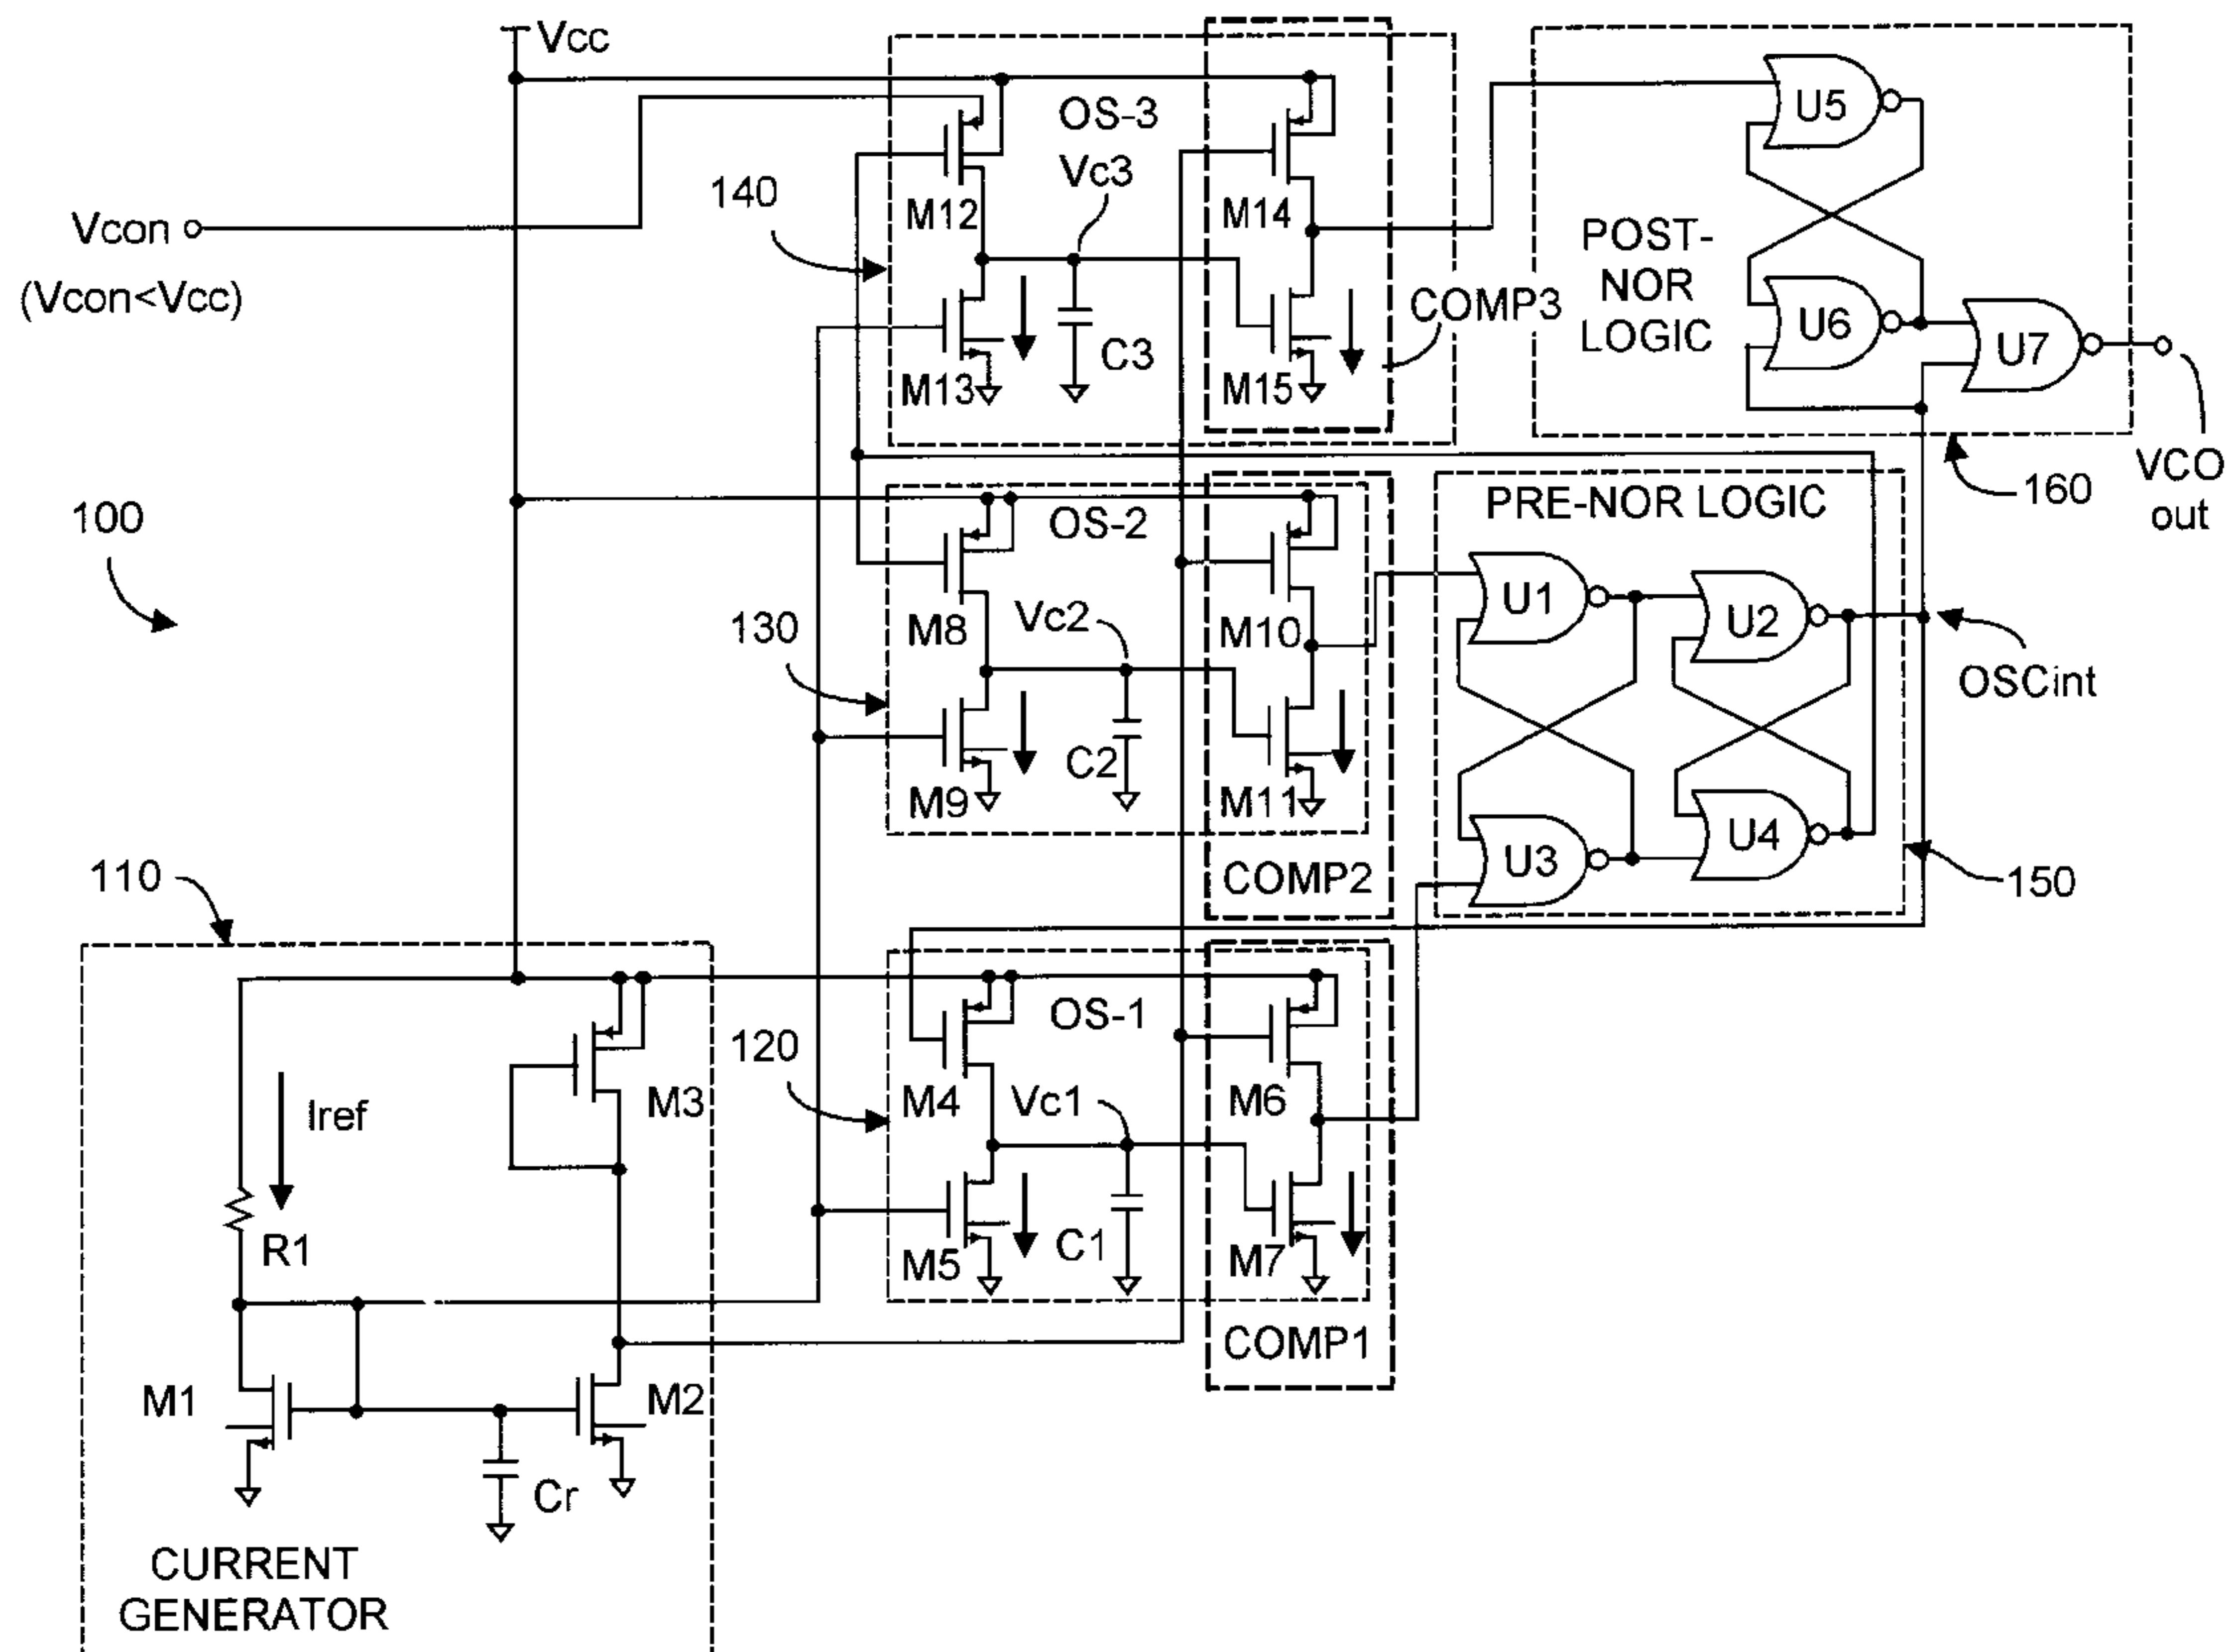 Vcc
Vcon
(Vcon<Vcc)
100
140
OS-3
Vc3
M12
M13
C3
M14
M15
COMP3
U5
U6
U7
POST-
NOR
LOGIC
160
VCO
out
130
OS-2
Vc2
M8
M9
C2
M10
M11
COMP2
PRE-NOR LOGIC
U1
U2
U3
U4
OSCint
150
110
Iref
R1
M3
M1
M2
Cr
CURRENT
GENERATOR
120
OS-1
Vc1
M4
M5
C1
M6
M7
COMP1